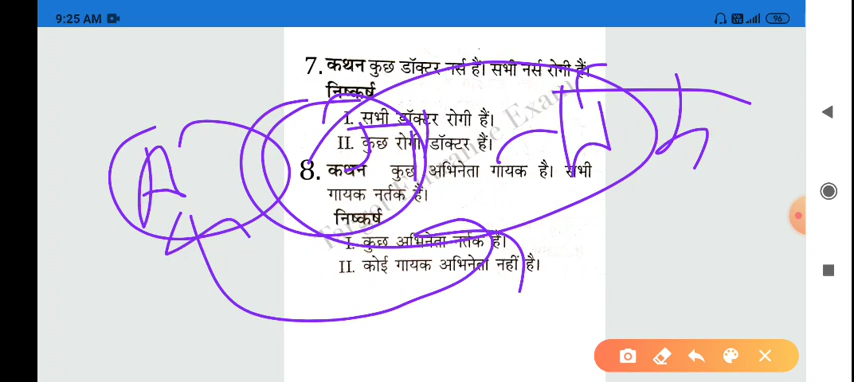 9:25 AM
7. कथन कुछ डॉक्टर नर्स हैं। सभी नर्स रोगी हैं।
निष्कर्ष
I. सभी डॉक्टर रोगी हैं।
II. कुछ रोगी डॉक्टर हैं।
8. कथन कुछ अभिनेता गायक है। सभी
गायक नर्तक हैं।
निष्कर्ष
I. कुछ अभिनेता नर्तक हैं।
II. कोई गायक अभिनेता नहीं है।